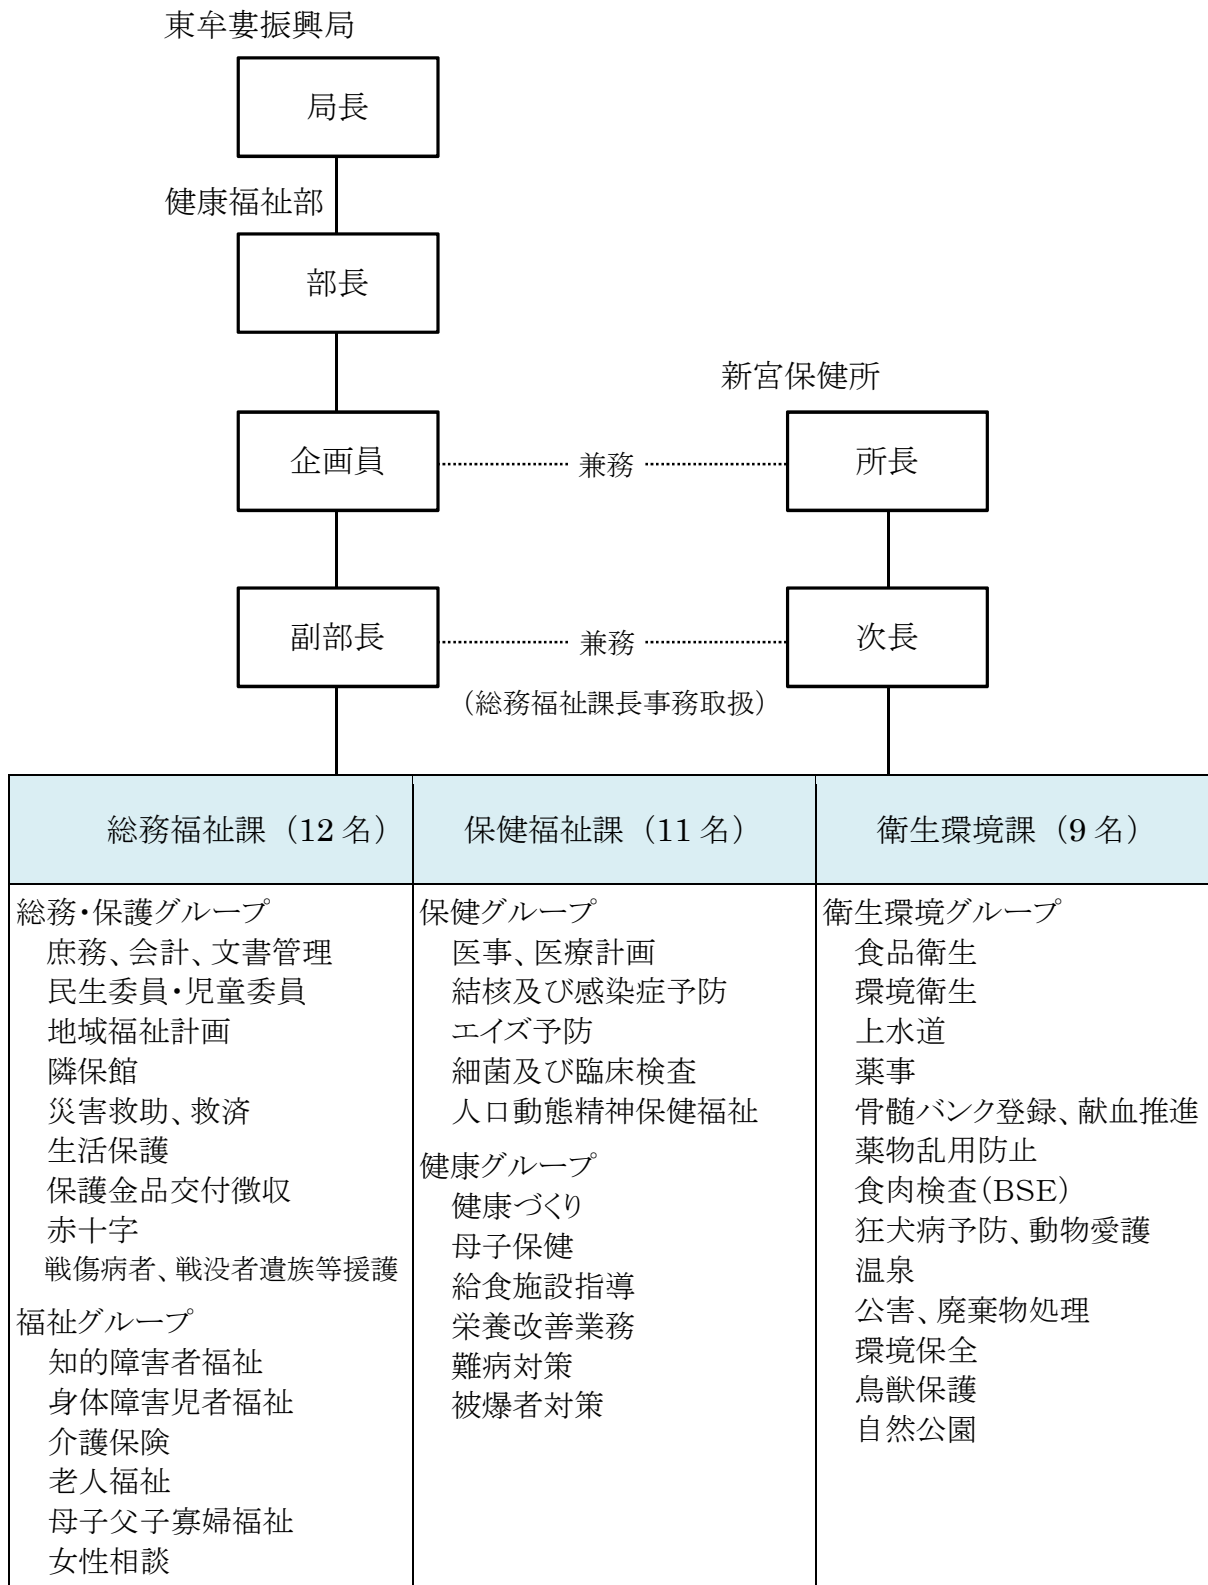 東牟婁振興局
局長
健康福祉部
部長
新宮保健所
企画員 兼務 所長
副部長 兼務 次長
（総務福祉課長事務取扱）
総務福祉課（12名）
総務・保護グループ
庶務、会計、文書管理
民生委員・児童委員
地域福祉計画
隣保館
災害救助、救済
生活保護
保護金品交付徴収
赤十字
戦傷病者、戦没者遺族等援護
福祉グループ
知的障害者福祉
身体障害児者福祉
介護保険
老人福祉
母子父子寡婦福祉
女性相談
保健福祉課（11名）
保健グループ
医事、医療計画
結核及び感染症予防
エイズ予防
細菌及び臨床検査
人口動態精神保健福祉
健康グループ
健康づくり
母子保健
給食施設指導
栄養改善業務
難病対策
被爆者対策
衛生環境課（9名）
衛生環境グループ
食品衛生
環境衛生
上水道
薬事
骨髄バンク登録、献血推進
薬物乱用防止
食肉検査（BSE）
狂犬病予防、動物愛護
温泉
公害、廃棄物処理
環境保全
鳥獣保護
自然公園